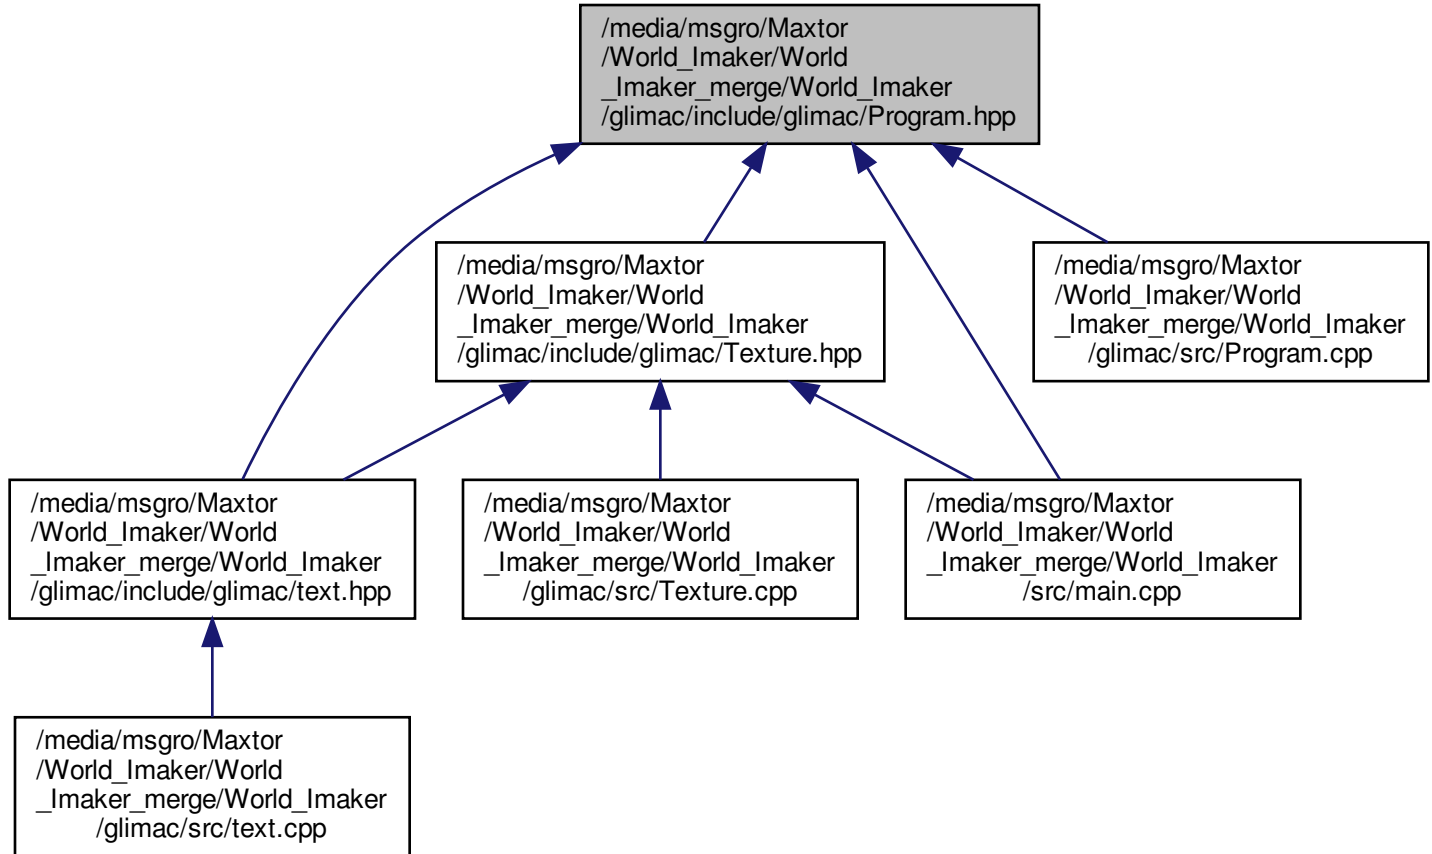 /media/msgro/Maxtor
/World_Imaker/World
_Imaker_merge/World_Imaker
/glimac/include/glimac/Program.hpp
/media/msgro/Maxtor
/World_Imaker/World
_Imaker_merge/World_Imaker
/glimac/include/glimac/Texture.hpp
/media/msgro/Maxtor
/World_Imaker/World
_Imaker_merge/World_Imaker
/glimac/src/Program.cpp
/media/msgro/Maxtor
/World_Imaker/World
_Imaker_merge/World_Imaker
/glimac/include/glimac/text.hpp
/media/msgro/Maxtor
/World_Imaker/World
_Imaker_merge/World_Imaker
/glimac/src/Texture.cpp
/media/msgro/Maxtor
/World_Imaker/World
_Imaker_merge/World_Imaker
/src/main.cpp
/media/msgro/Maxtor
/World_Imaker/World
_Imaker_merge/World_Imaker
/glimac/src/text.cpp